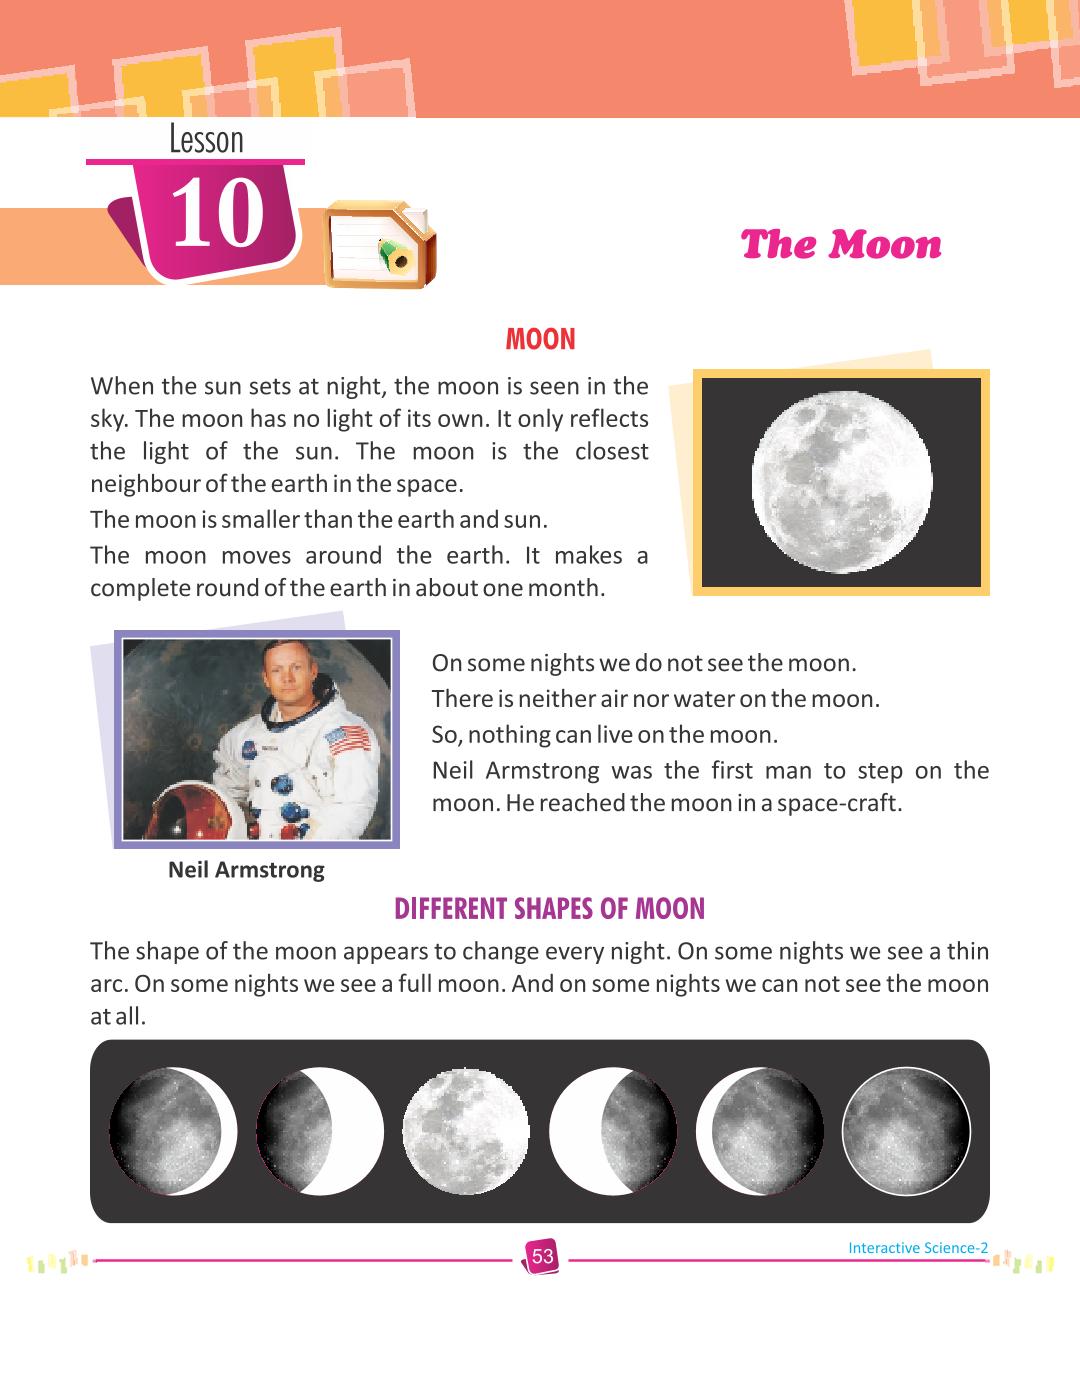 Lesson
10
The Moon
MOON
When the sun sets at night, the moon is seen in the
sky. The moon has no light of its own. It only reflects
the light of the sun. The moon is the closest
neighbour of the earth in the space.
The moon is smaller than the earth and sun.
The moon moves around the earth. It makes a
complete round of the earth in about one month.
On some nights we do not see the moon.
There is neither air nor water on the moon.
So, nothing can live on the moon.
Neil Armstrong was the first man to step on the
moon. He reached the moon in a space-craft.
Neil Armstrong
DIFFERENT SHAPES OF MOON
The shape of the moon appears to change every night. On some nights we see a thin
arc. On some nights we see a full moon. And on some nights we can not see the moon
at all.
Interactive Science-2
53